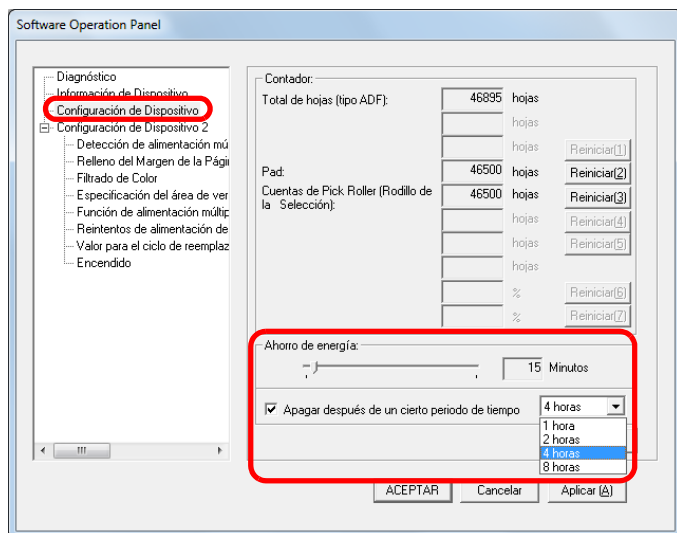 Software Operation Panel
Diagnóstico
Información de Dispositivo
Configuración de Dispositivo
Configuración de Dispositivo 2
Detección de alimentación mú
Relleno del Margen de la Págin
Filtrado de Color
Especificación del área de ver
Función de alimentación múltip
Reintentos de alimentación de
Valor para el ciclo de reemplaz
Encendido
Contador:
Total de hojas (tipo ADF): 46895 hojas
hojas
hojas Reiniciar(1)
Pad: 46500 hojas Reiniciar(2)
Cuentas de Pick Roller (Rodillo de la Selección): 46500 hojas Reiniciar(3)
hojas Reiniciar(4)
hojas Reiniciar(5)
hojas
% Reiniciar(6)
% Reiniciar(7)
Ahorro de energía:
15 Minutos
Apagar después de un cierto periodo de tiempo 4 horas
1 hora
2 horas
4 horas
8 horas
ACEPTAR Cancelar Aplicar (A)